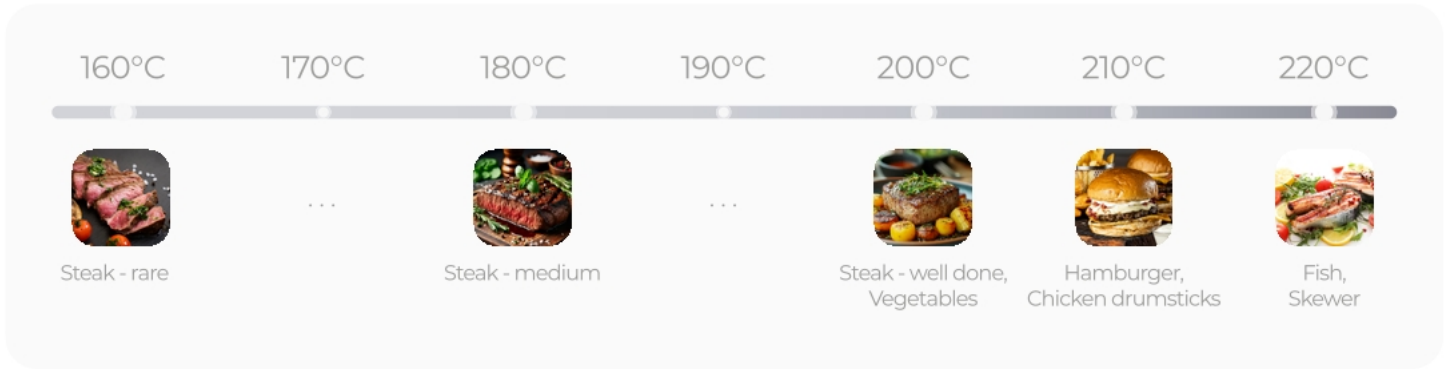 160°C 170°C 180°C 190°C 200°C 210°C 220°C
... ...
Steak - rare Steak - medium Steak - well done, Hamburger, Fish,
Vegetables Chicken drumsticks Skewer